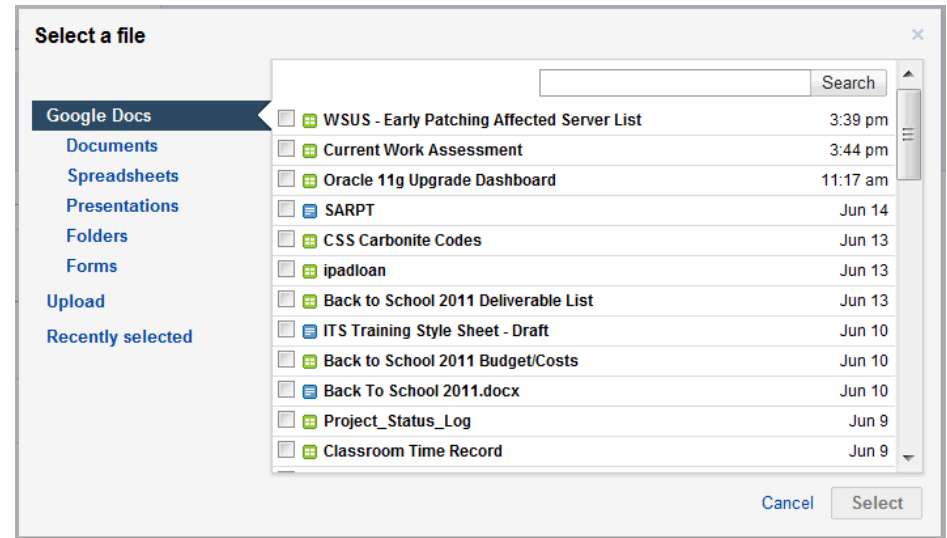 Select a file
×
Search
Google Docs
Documents
Spreadsheets
Presentations
Folders
Forms
Upload
Recently selected
WSUS - Early Patching Affected Server List 3:39 pm
Current Work Assessment 3:44 pm
Oracle 11g Upgrade Dashboard 11:17 am
SARPT Jun 14
CSS Carbonite Codes Jun 13
ipadloan Jun 13
Back to School 2011 Deliverable List Jun 13
ITS Training Style Sheet - Draft Jun 10
Back to School 2011 Budget/Costs Jun 10
Back To School 2011.docx Jun 10
Project_Status_Log Jun 9
Classroom Time Record Jun 9
Cancel Select